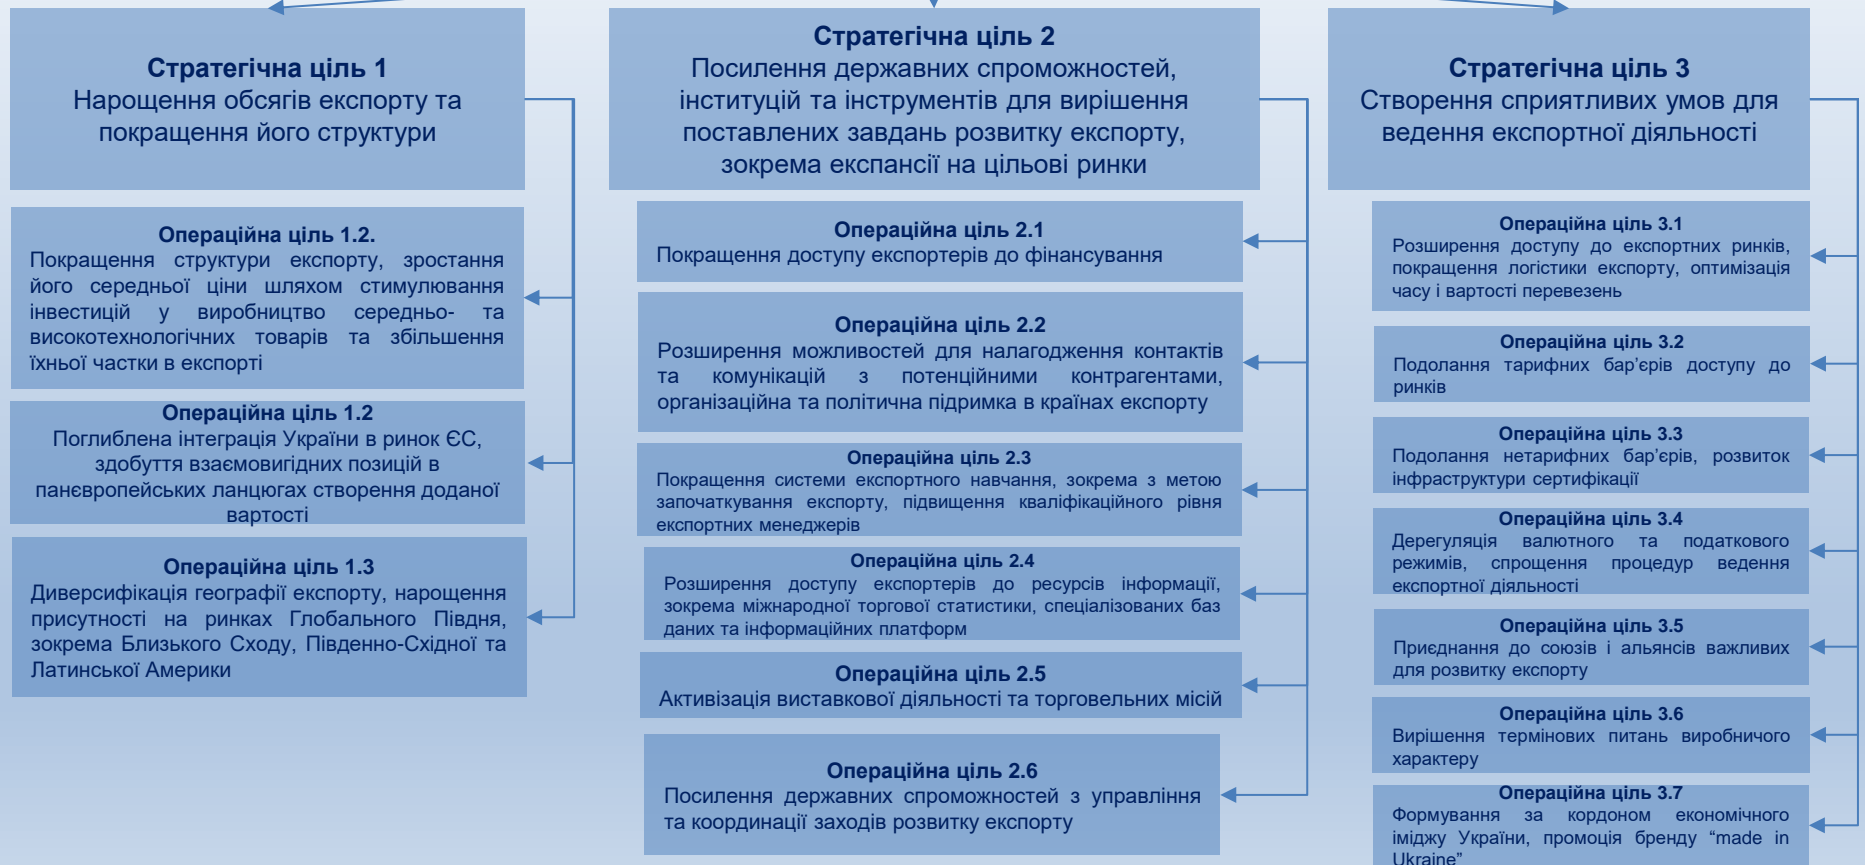 Стратегічна ціль 1
Нарощення обсягів експорту та
покращення його структури
Операційна ціль 1.2.
Покращення структури експорту, зростання
його середньої ціни шляхом стимулювання
інвестицій у виробництво середньо- та
високотехнологічних товарів та збільшення
їхньої частки в експорті
Операційна ціль 1.2
Поглиблена інтеграція України в ринок ЄС,
здобуття взаємовигідних позицій в
панєвропейських ланцюгах створення доданої
вартості
Операційна ціль 1.3
Диверсифікація географії експорту, нарощення
присутності на ринках Глобального Півдня,
зокрема Близького Сходу, Південно-Східної та
Латинської Америки
Стратегічна ціль 2
Посилення державних спроможностей,
інституцій та інструментів для вирішення
поставлених завдань розвитку експорту,
зокрема експансії на цільові ринки
Операційна ціль 2.1
Покращення доступу експортерів до фінансування
Операційна ціль 2.2
Розширення можливостей для налагодження контактів
та комунікацій з потенційними контрагентами,
організаційна та політична підримка в країнах експорту
Операційна ціль 2.3
Покращення системи експортного навчання, зокрема з метою
започаткування експорту, підвищення кваліфікаційного рівня
експортних менеджерів
Операційна ціль 2.4
Розширення доступу експортерів до ресурсів інформації,
зокрема міжнародної торгової статистики, спеціалізованих баз
даних та інформаційних платформ
Операційна ціль 2.5
Активізація виставкової діяльності та торговельних місій
Операційна ціль 2.6
Посилення державних спроможностей з управління
та координації заходів розвитку експорту
Стратегічна ціль 3
Створення сприятливих умов для
ведення експортної діяльності
Операційна ціль 3.1
Розширення доступу до експортних ринків,
покращення логістики експорту, оптимізація
часу і вартості перевезень
Операційна ціль 3.2
Подолання тарифних бар’єрів доступу до
ринків
Операційна ціль 3.3
Подолання нетарифних бар’єрів, розвиток
інфраструктури сертифікації
Операційна ціль 3.4
Дерегуляція валютного та податкового
режимів, спрощення процедур ведення
експортної діяльності
Операційна ціль 3.5
Приєднання до союзів і альянсів важливих
для розвитку експорту
Операційна ціль 3.6
Вирішення термінових питань виробничого
характеру
Операційна ціль 3.7
Формування за кордоном економічного
іміджу України, промоція бренду “made in
Ukraine”